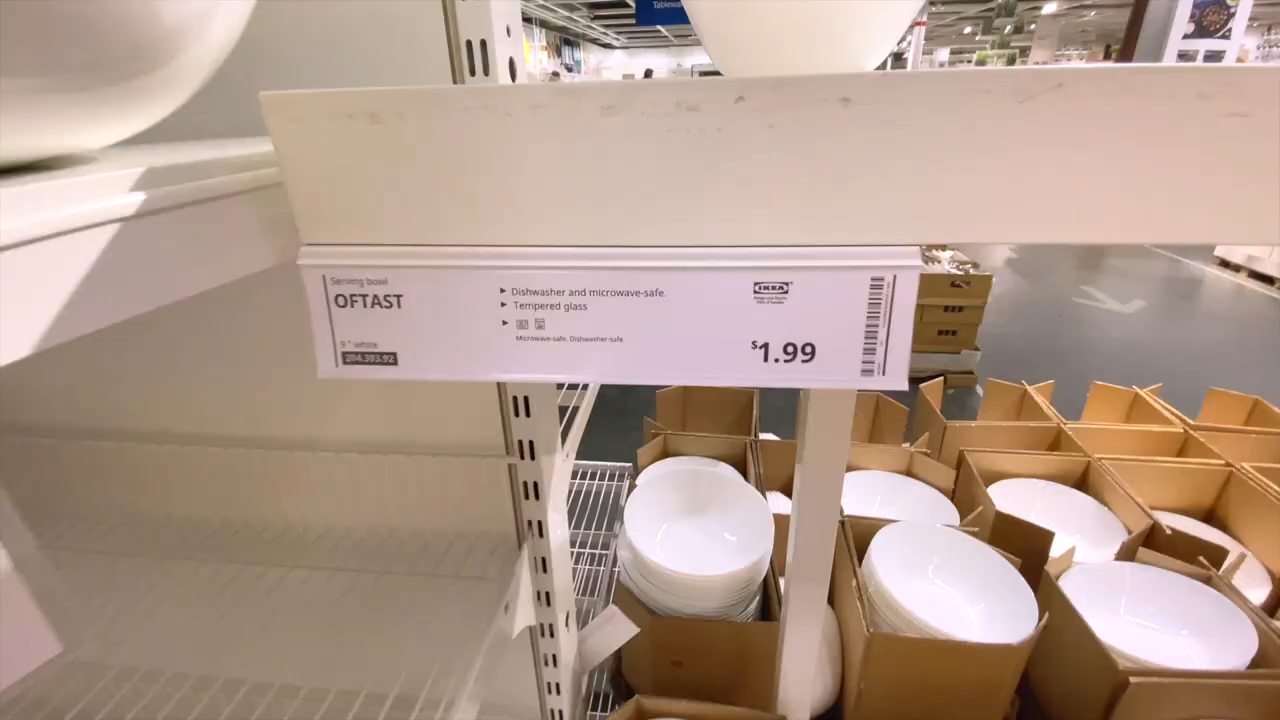 Tablewa
Serving bowl
OFTAST
9 " white
204.393.92
Dishwasher and microwave-safe.
Tempered glass
Microwave-safe. Dishwasher-safe.
IKEA
$1.99